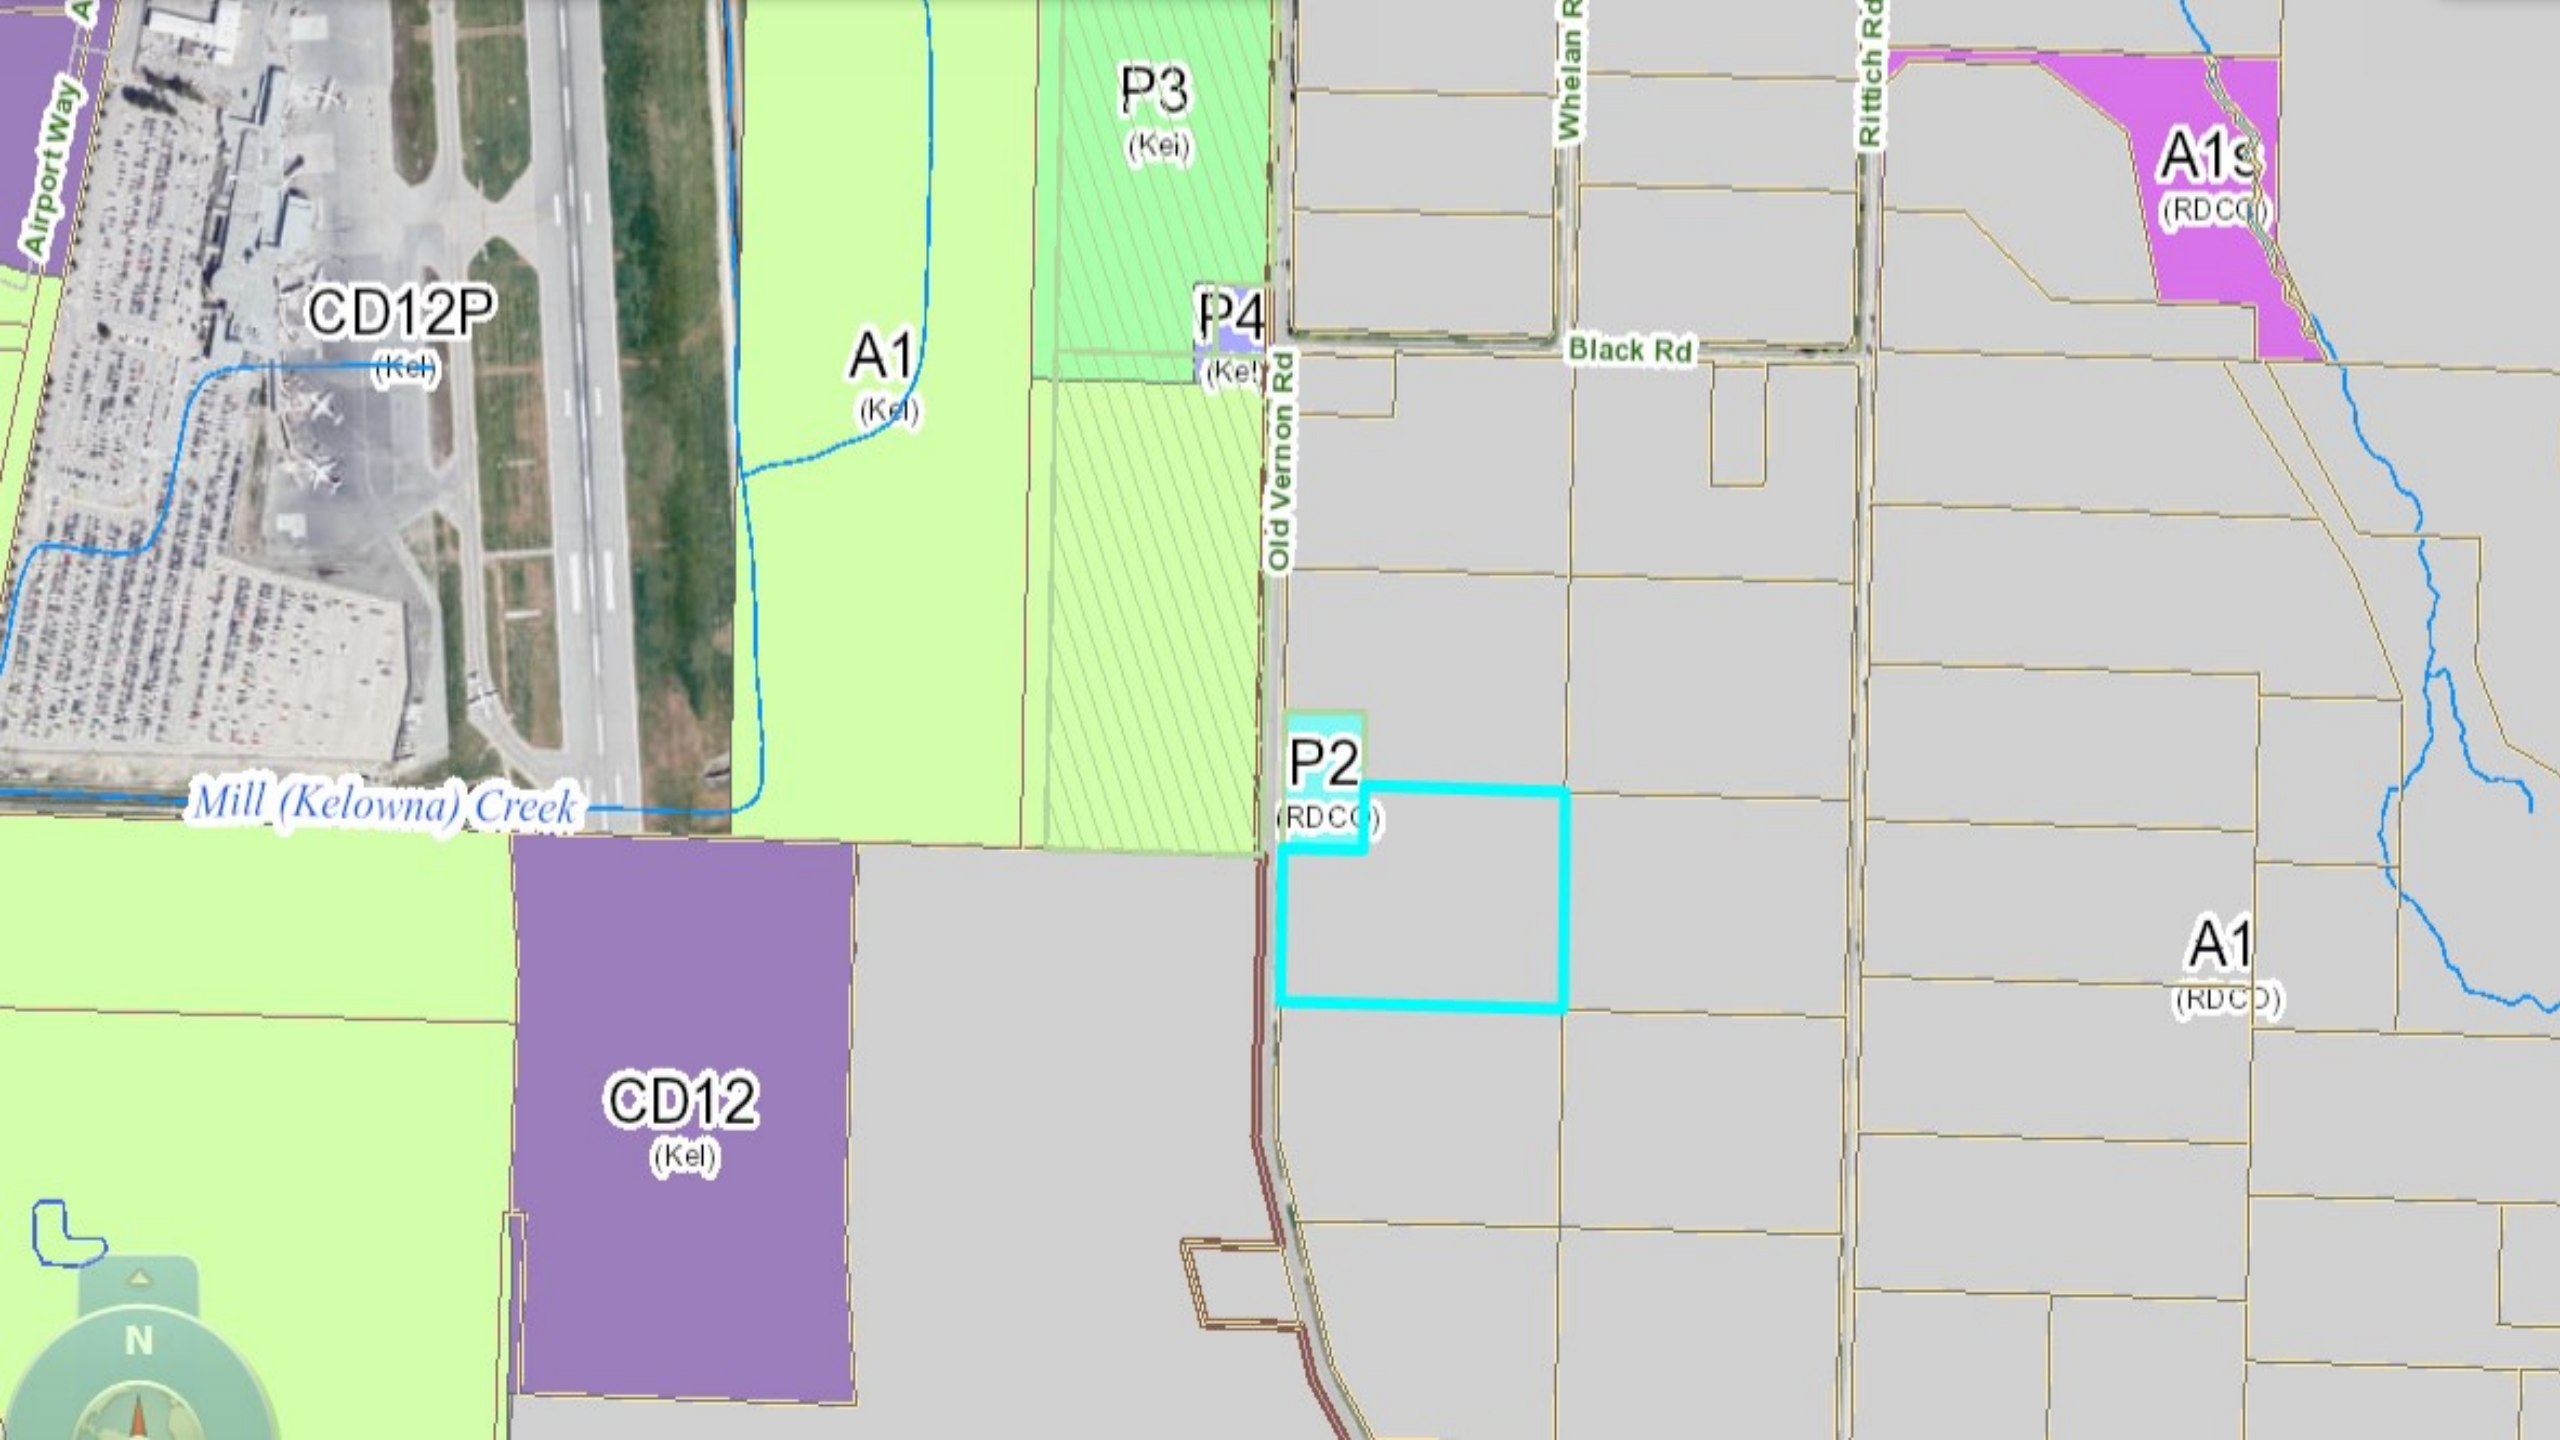 Airport Way
A
P3
(Kel)
Whelan R
Rittich Rd
A1s
(RDCO)
CD12P
(Kel)
A1
(Kel)
P4
(Kel
Old Vernon Rd
Black Rd
P2
(RDCO)
Mill (Kelowna) Creek
CD12
(Kel)
A1
(RDCO)
N